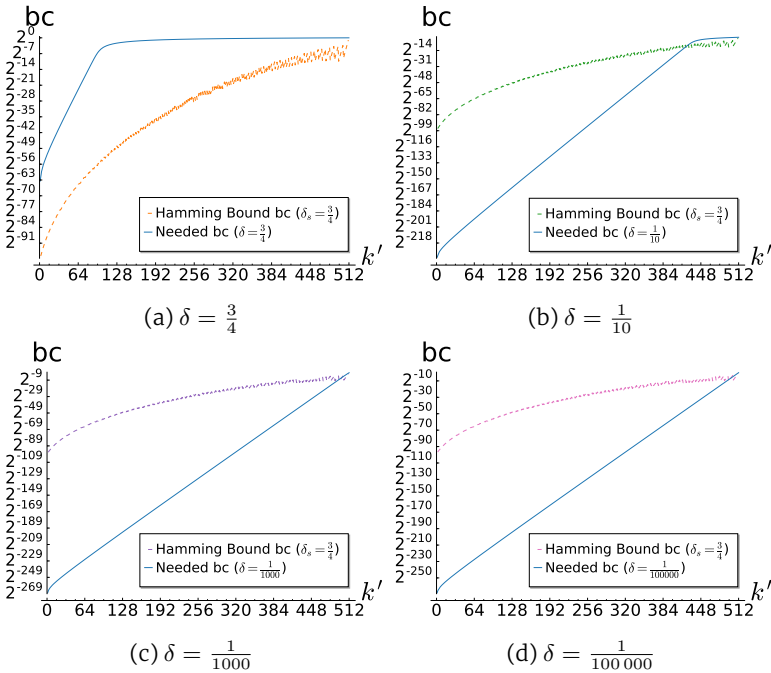 bc
2^0
2^-7
2^-14
2^-21
2^-28
2^-35
2^-42
2^-49
2^-56
2^-63
2^-70
2^-77
2^-84
2^-91
Hamming Bound bc (δ_s = 3/4)
Needed bc (δ = 3/4)
0 64 128 192 256 320 384 448 512 k′
(a) δ = 3/4
bc
2^-14
2^-31
2^-48
2^-65
2^-82
2^-99
2^-116
2^-133
2^-150
2^-167
2^-184
2^-201
2^-218
Hamming Bound bc (δ_s = 3/4)
Needed bc (δ = 1/10)
0 64 128 192 256 320 384 448 512 k′
(b) δ = 1/10
bc
2^-9
2^-29
2^-49
2^-69
2^-89
2^-109
2^-129
2^-149
2^-169
2^-189
2^-209
2^-229
2^-249
2^-269
Hamming Bound bc (δ_s = 3/4)
Needed bc (δ = 1/1000)
0 64 128 192 256 320 384 448 512 k′
(c) δ = 1/1000
bc
2^-10
2^-30
2^-50
2^-70
2^-90
2^-110
2^-130
2^-150
2^-170
2^-190
2^-210
2^-230
2^-250
Hamming Bound bc (δ_s = 3/4)
Needed bc (δ = 1/100000)
0 64 128 192 256 320 384 448 512 k′
(d) δ = 1/100 000